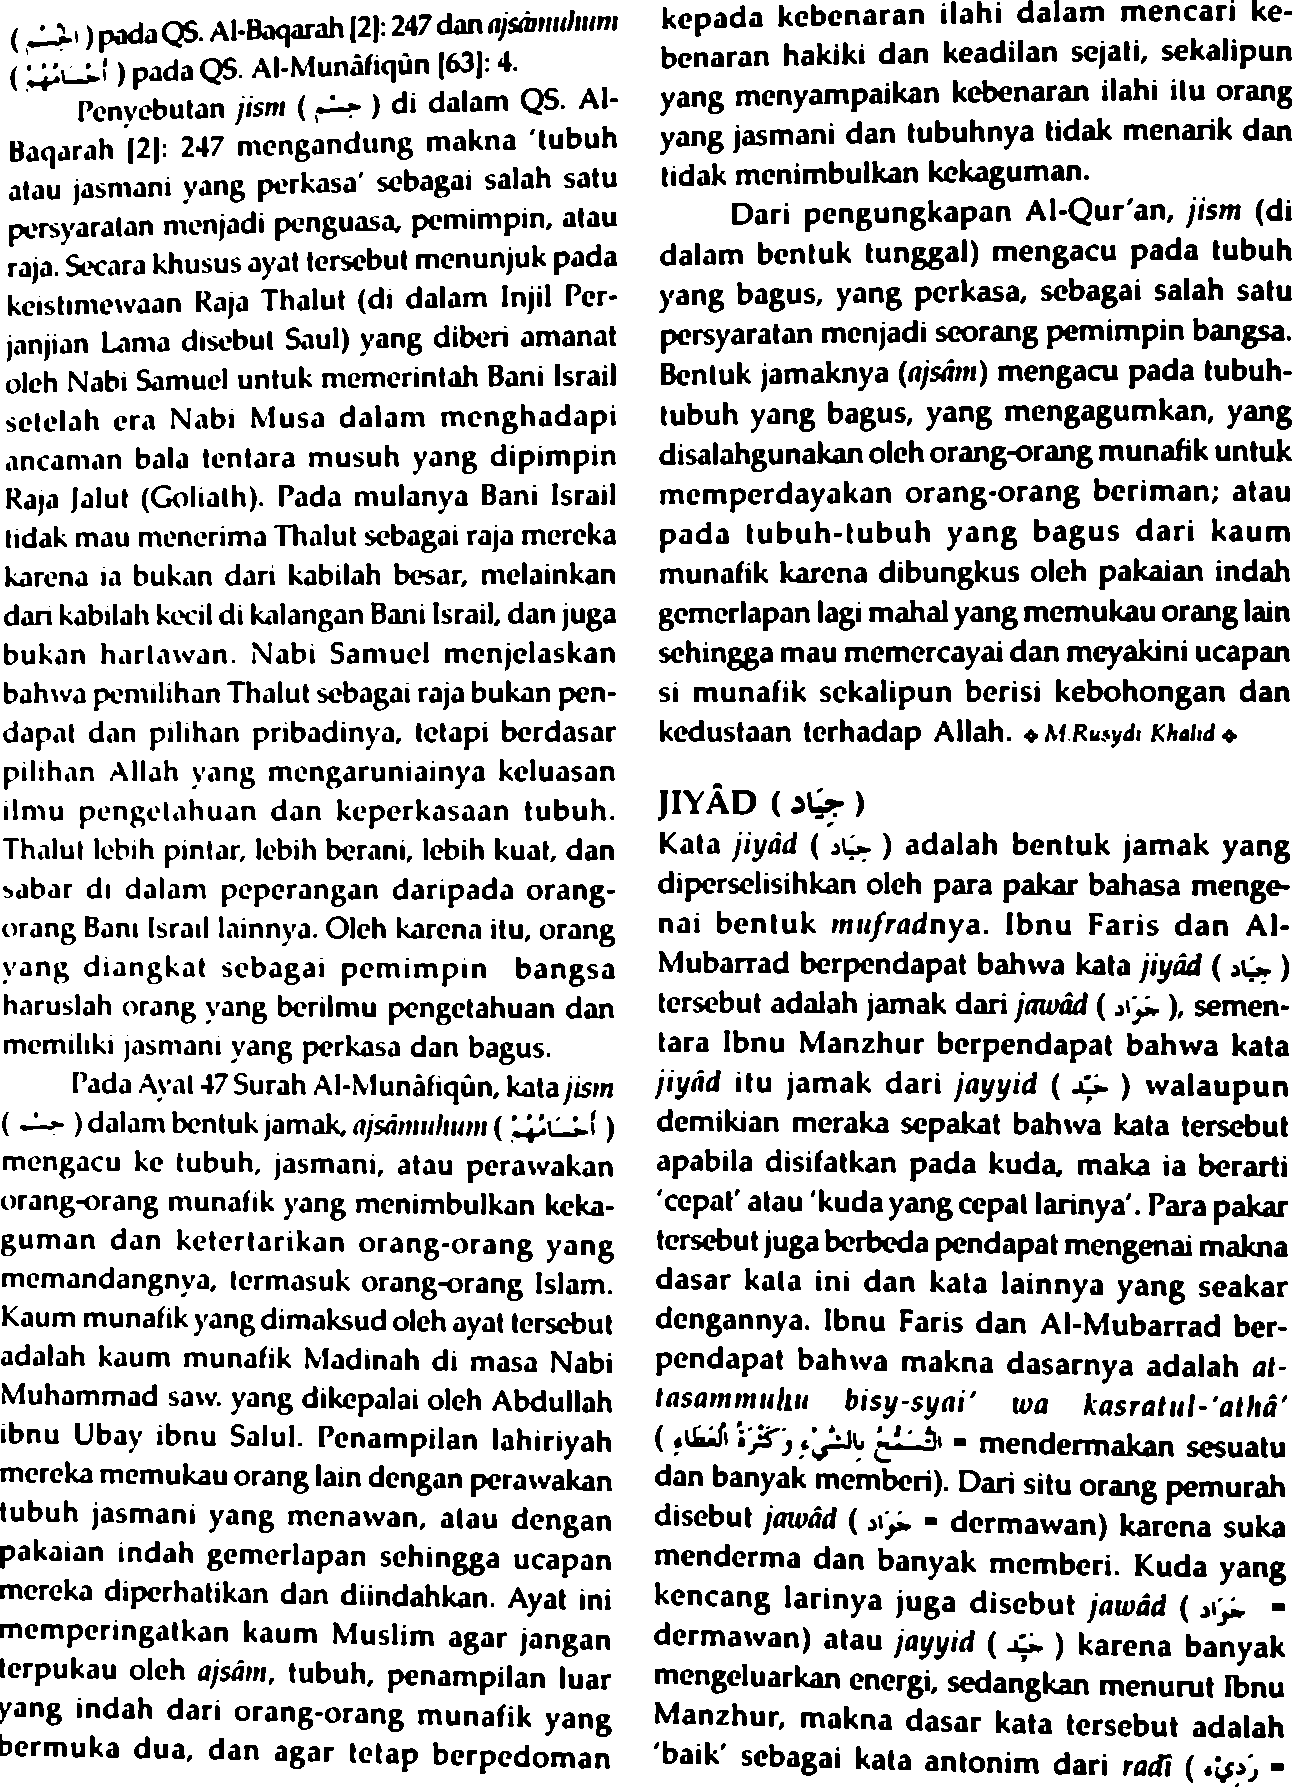 ( الْجِسْم ) pada QS. Al-Baqarah [2]: 247 dan ajsâmuhum
( أَجْسَامُهُمْ ) pada QS. Al-Munâfiqûn [63]: 4.
Penyebutan jism ( جِسْم ) di dalam QS. Al-
Baqarah [2]: 247 mengandung makna ‘tubuh
atau jasmani yang perkasa’ sebagai salah satu
persyaratan menjadi penguasa, pemimpin, atau
raja. Secara khusus ayat tersebut menunjuk pada
keistimewaan Raja Thalut (di dalam Injil Per-
janjian Lama disebut Saul) yang diberi amanat
oleh Nabi Samuel untuk memerintah Bani Israil
setelah era Nabi Musa dalam menghadapi
ancaman bala tentara musuh yang dipimpin
Raja Jalut (Goliath). Pada mulanya Bani Israil
tidak mau menerima Thalut sebagai raja mereka
karena ia bukan dari kabilah besar, melainkan
dari kabilah kecil di kalangan Bani Israil, dan juga
bukan hartawan. Nabi Samuel menjelaskan
bahwa pemilihan Thalut sebagai raja bukan pen-
dapat dan pilihan pribadinya, tetapi berdasar
pilihan Allah yang mengaruniainya keluasan
ilmu pengetahuan dan keperkasaan tubuh.
Thalut lebih pintar, lebih berani, lebih kuat, dan
sabar di dalam peperangan daripada orang-
orang Bani Israil lainnya. Oleh karena itu, orang
yang diangkat sebagai pemimpin bangsa
haruslah orang yang berilmu pengetahuan dan
memiliki jasmani yang perkasa dan bagus.
Pada Ayat 47 Surah Al-Munâfiqûn, kata jism
( جِسْم ) dalam bentuk jamak, ajsâmuhum ( أَجْسَامُهُمْ )
mengacu ke tubuh, jasmani, atau perawakan
orang-orang munafik yang menimbulkan keka-
guman dan ketertarikan orang-orang yang
memandangnya, termasuk orang-orang Islam.
Kaum munafik yang dimaksud oleh ayat tersebut
adalah kaum munafik Madinah di masa Nabi
Muhammad saw. yang dikepalai oleh Abdullah
ibnu Ubay ibnu Salul. Penampilan lahiriyah
mereka memukau orang lain dengan perawakan
tubuh jasmani yang menawan, atau dengan
pakaian indah gemerlapan sehingga ucapan
mereka diperhatikan dan diindahkan. Ayat ini
memperingatkan kaum Muslim agar jangan
terpukau oleh ajsâm, tubuh, penampilan luar
yang indah dari orang-orang munafik yang
bermuka dua, dan agar tetap berpedoman
kepada kebenaran ilahi dalam mencari ke-
benaran hakiki dan keadilan sejati, sekalipun
yang menyampaikan kebenaran ilahi itu orang
yang jasmani dan tubuhnya tidak menarik dan
tidak menimbulkan kekaguman.
Dari pengungkapan Al-Qur’an, jism (di
dalam bentuk tunggal) mengacu pada tubuh
yang bagus, yang perkasa, sebagai salah satu
persyaratan menjadi seorang pemimpin bangsa.
Bentuk jamaknya (ajsâm) mengacu pada tubuh-
tubuh yang bagus, yang mengagumkan, yang
disalahgunakan oleh orang-orang munafik untuk
memperdayakan orang-orang beriman; atau
pada tubuh-tubuh yang bagus dari kaum
munafik karena dibungkus oleh pakaian indah
gemerlapan lagi mahal yang memukau orang lain
sehingga mau memercayai dan meyakini ucapan
si munafik sekalipun berisi kebohongan dan
kedustaan terhadap Allah. ❖ M.Rusydi Khalid ❖
JIYÂD ( جِيَاد )
Kata jiyâd ( جِيَاد ) adalah bentuk jamak yang
diperselisihkan oleh para pakar bahasa menge-
nai bentuk mufradnya. Ibnu Faris dan Al-
Mubarrad berpendapat bahwa kata jiyâd ( جِيَاد )
tersebut adalah jamak dari jawâd ( جَوَاد ), semen-
tara Ibnu Manzhur berpendapat bahwa kata
jiyâd itu jamak dari jayyid ( جَيِّد ) walaupun
demikian meraka sepakat bahwa kata tersebut
apabila disifatkan pada kuda, maka ia berarti
‘cepat’ atau ‘kuda yang cepat larinya’. Para pakar
tersebut juga berbeda pendapat mengenai makna
dasar kata ini dan kata lainnya yang seakar
dengannya. Ibnu Faris dan Al-Mubarrad ber-
pendapat bahwa makna dasarnya adalah at-
tasammuhu bisy-syai’ wa kasratul-‘athâ’
( التَّسَمُّحُ بِالشَّيْءِ وَكَثْرَةُ الْعَطَاءِ = mendermakan sesuatu
dan banyak memberi). Dari situ orang pemurah
disebut jawâd ( جَوَاد = dermawan) karena suka
menderma dan banyak memberi. Kuda yang
kencang larinya juga disebut jawâd ( جَوَاد =
dermawan) atau jayyid ( جَيِّد ) karena banyak
mengeluarkan energi, sedangkan menurut Ibnu
Manzhur, makna dasar kata tersebut adalah
‘baik’ sebagai kata antonim dari radî ( رَدِيْء =